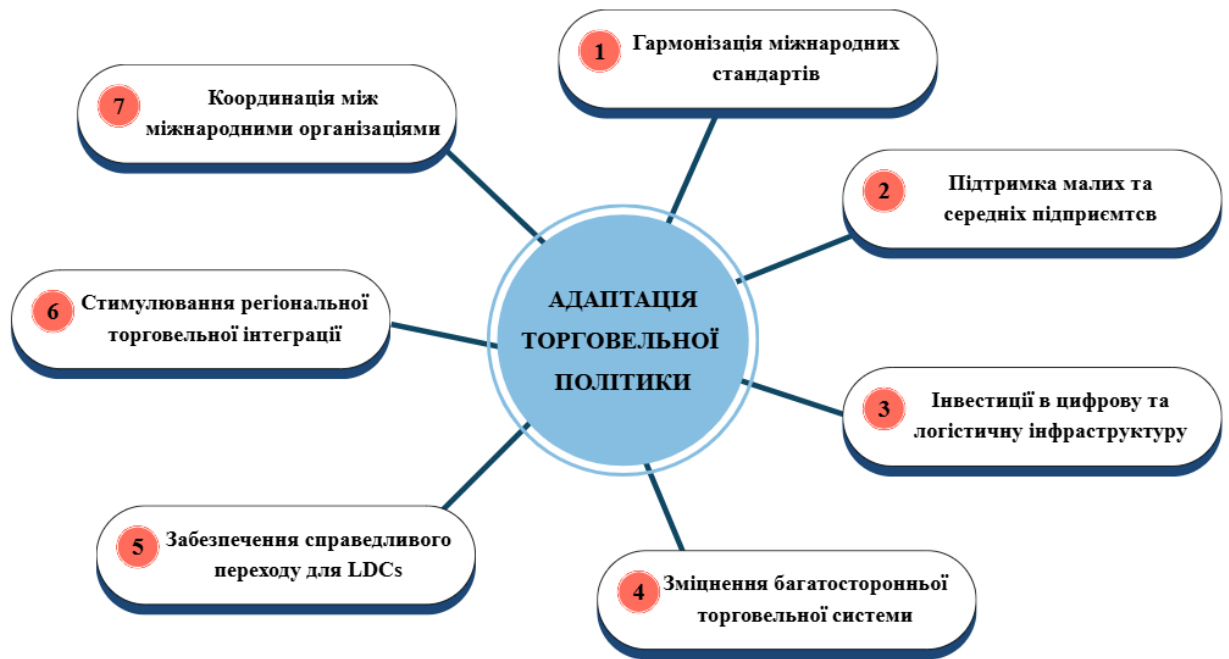 1
Гармонізація міжнародних
стандартів
2
Підтримка малих та
середніх підприємтсв
3
Інвестиції в цифрову та
логістичну інфраструктуру
4
Зміцнення багатосторонньої
торговельної системи
5
Забезпечення справедливого
переходу для LDCs
6
Стимулювання регіональної
торговельної інтеграції
7
Координація між
міжнародними організаціями
АДАПТАЦІЯ
ТОРГОВЕЛЬНОЇ
ПОЛІТИКИ